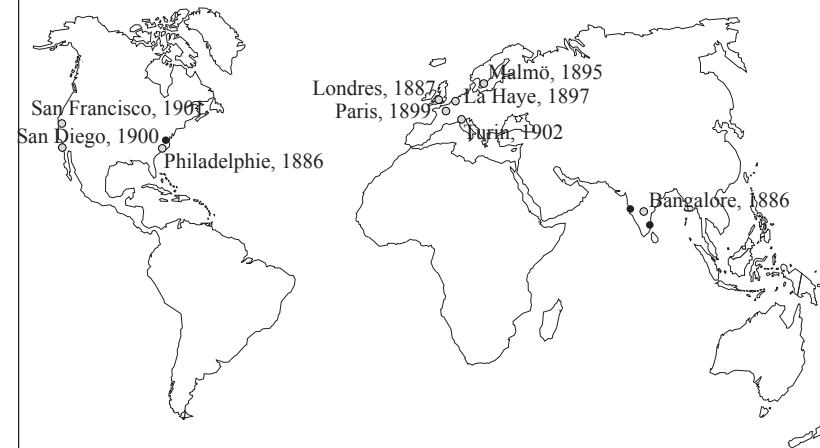 Malmö, 1895
Londres, 1887
La Haye, 1897
Paris, 1899
San Francisco, 1901
Turin, 1902
San Diego, 1900
Philadelphie, 1886
Bangalore, 1886